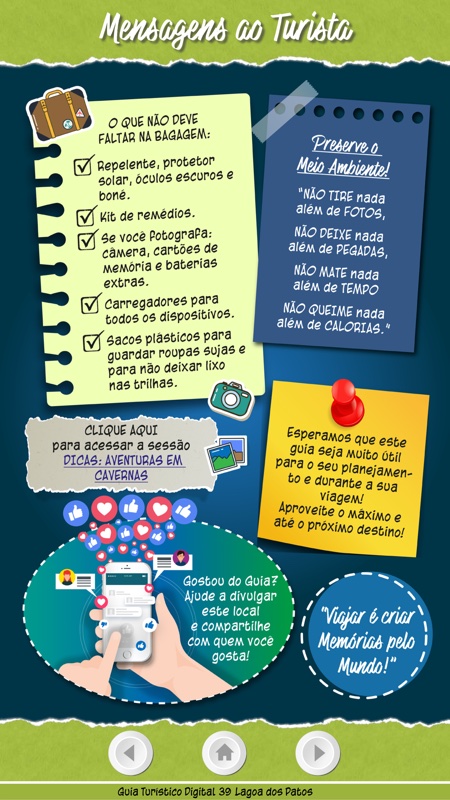 Mensagens ao Turista
O QUE NÃO DEVE
FALTAR NA BAGAGEM:
Repelente, protetor
solar, óculos escuros e
boné.
Kit de remédios.
Se você fotografa:
câmera, cartões de
memória e baterias
extras.
Carregadores para
todos os dispositivos.
Sacos plásticos para
guardar roupas sujas e
para não deixar lixo
nas trilhas.
Preserve o
Meio Ambiente!
"NÃO TIRE nada
além de FOTOS,
NÃO DEIXE nada
além de PEGADAS,
NÃO MATE nada
além de TEMPO
NÃO QUEIME nada
além de CALORIAS."
CLIQUE AQUI
para acessar a sessão
DICAS: AVENTURAS EM
CAVERNAS
Esperamos que este
guia seja muito útil
para o seu planejamen-
to e durante a sua
viagem!
Aproveite o máximo e
até o próximo destino!
Gostou do Guia?
Ajude a divulgar
este local
e compartilhe
com quem você
gosta!
"Viajar é criar
Memórias pelo
Mundo!"
Guia Turístico Digital 39 Lagoa dos Patos